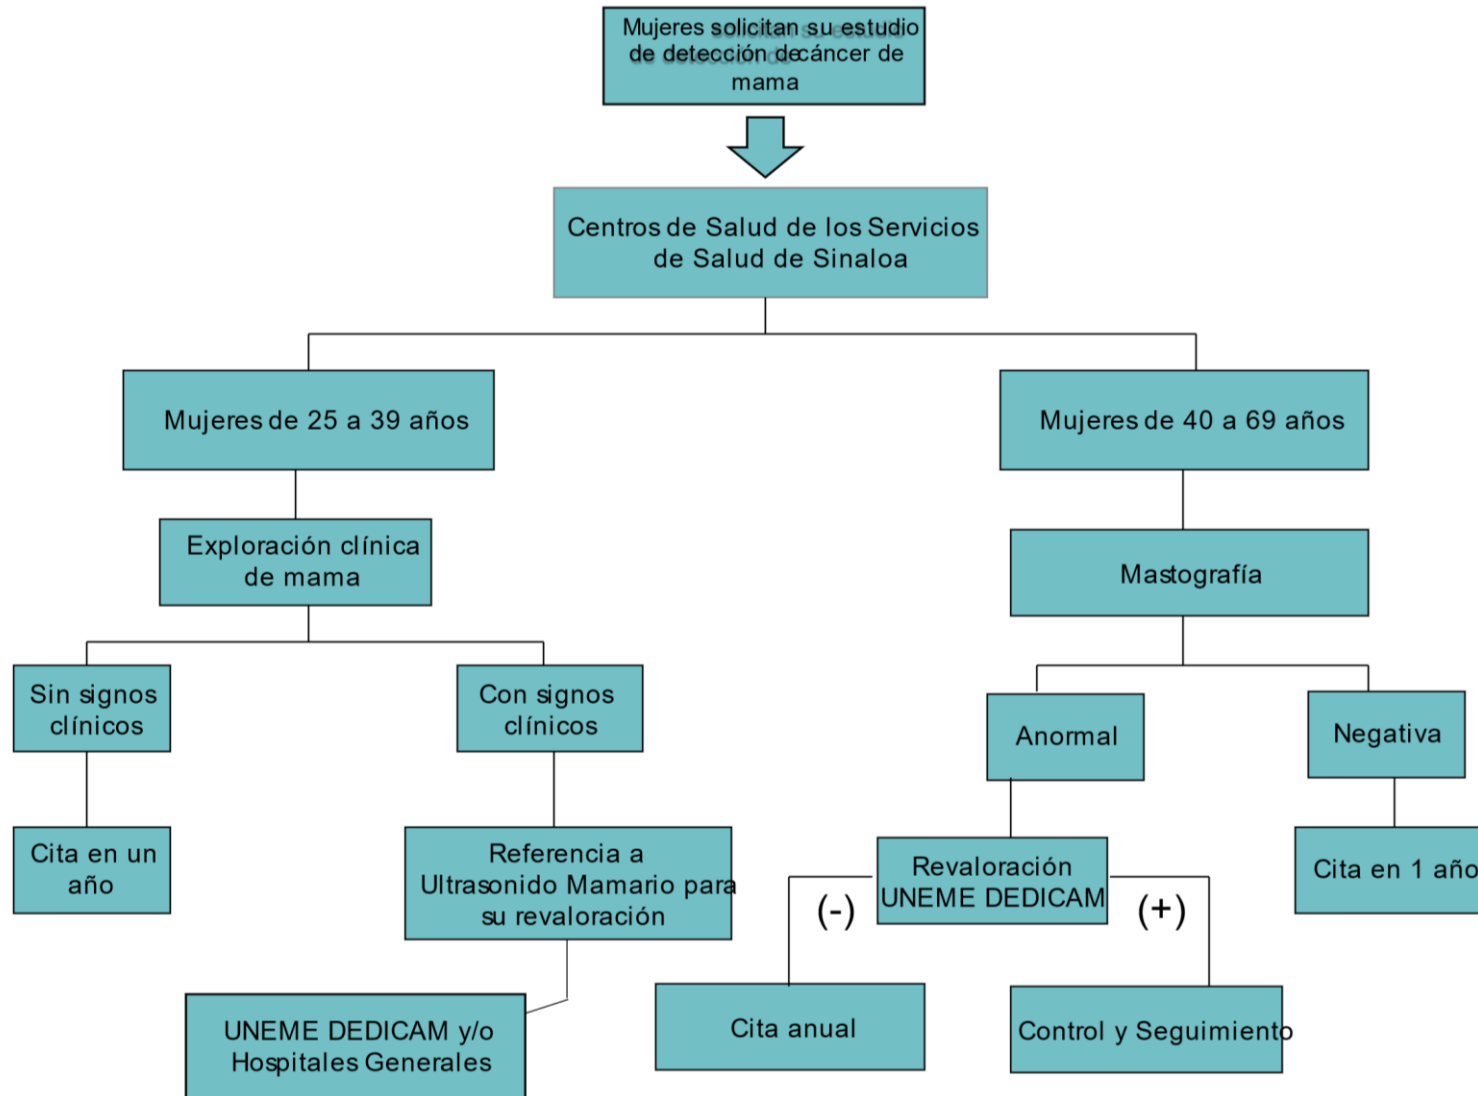 Mujeres solicitan su estudio
de detección de cáncer de
mama
Centros de Salud de los Servicios
de Salud de Sinaloa
Mujeres de 25 a 39 años
Mujeres de 40 a 69 años
Exploración clínica
de mama
Mastografía
Sin signos
clínicos
Con signos
clínicos
Anormal
Negativa
Cita en un
año
Referencia a
Ultrasonido Mamario para
su revaloración
Revaloración
UNEME DEDICAM
Cita en 1 año
(-)
(+)
UNEME DEDICAM y/o
Hospitales Generales
Cita anual
Control y Seguimiento